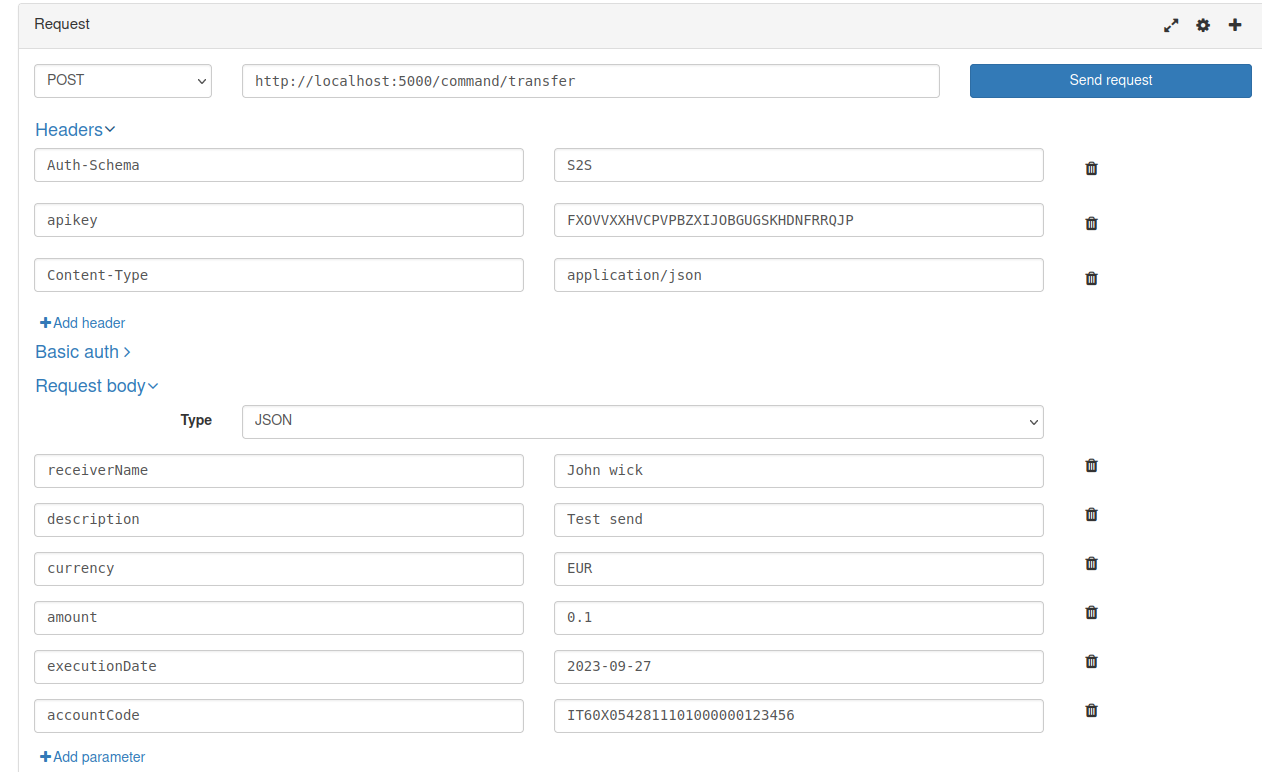 Request
POST http://localhost:5000/command/transfer Send request
Headers
Auth-Schema S2S
apikey FXOVVXXHVCPVPBZXIJOBGUGSKHDNFRRQJP
Content-Type application/json
Add header
Basic auth
Request body
Type JSON
receiverName John wick
description Test send
currency EUR
amount 0.1
executionDate 2023-09-27
accountCode IT60X0542811101000000123456
Add parameter